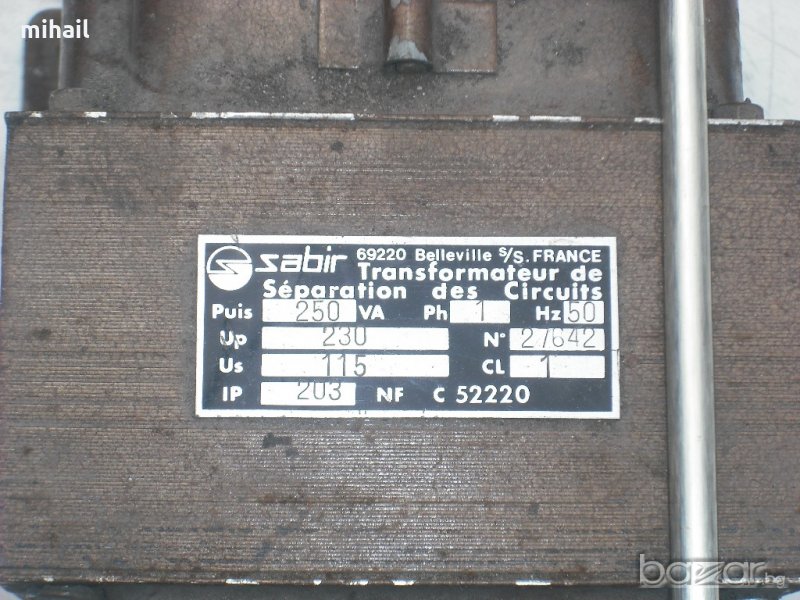 mihail
sabir 69220 Belleville s/S. FRANCE
Transformateur de
Séparation des Circuits
Puis 250 VA Ph 1 Hz 50
Up 230 N° 27642
Us 115 CL 1
IP 203 NF C 52220
bazar.bg